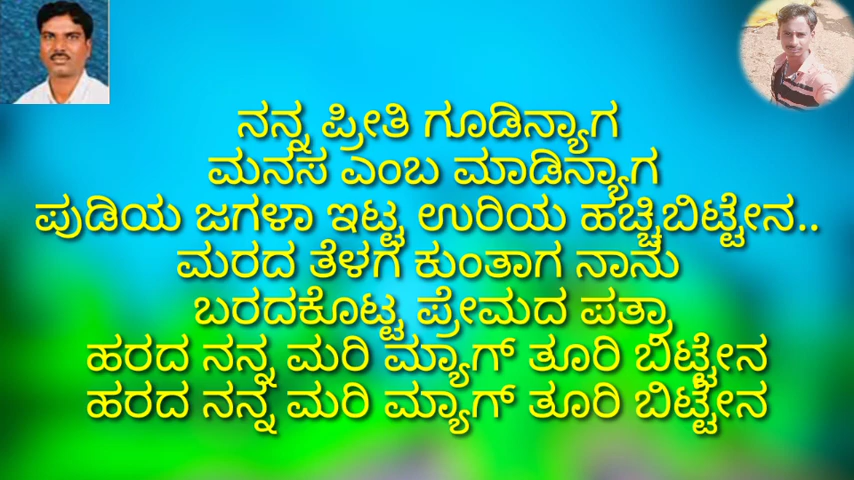 ನನ್ನ ಪ್ರೀತಿ ಗೂಡಿನ್ಯಾಗ
ಮನಸ ಎಂಬ ಮಾಡಿನ್ಯಾಗ
ಪುಡಿಯ ಜಗಳಾ ಇಟ್ಟ ಉರಿಯ ಹಚ್ಚಿಬಿಟ್ಟೇನ..
ಮರದ ತೆಳಗ ಕುಂತಾಗ ನಾನು
ಬರದಕೊಟ್ಟ ಪ್ರೇಮದ ಪತ್ರಾ
ಹರದ ನನ್ನ ಮರಿ ಮ್ಯಾಗ್ ತೂರಿ ಬಿಟ್ಟೇನ
ಹರದ ನನ್ನ ಮರಿ ಮ್ಯಾಗ್ ತೂರಿ ಬಿಟ್ಟೇನ